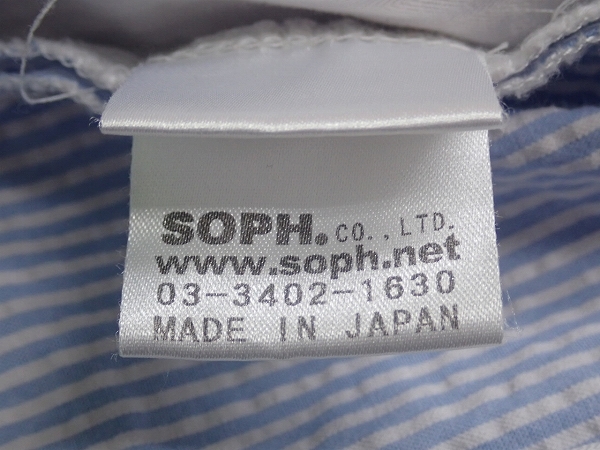 SOPH. CO., LTD.
www.soph.net
03-3402-1630
MADE IN JAPAN